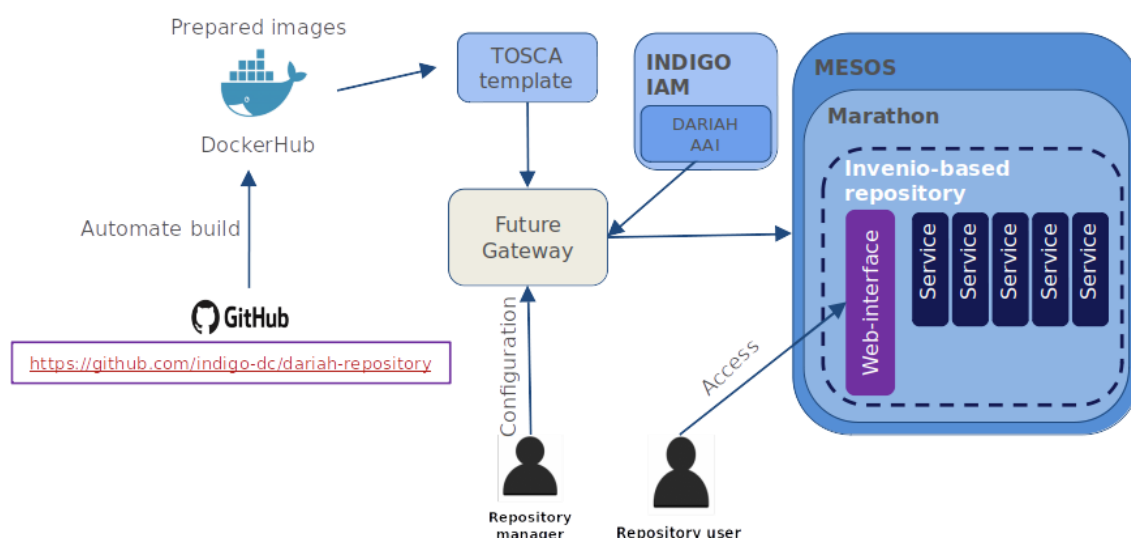 Prepared images
DockerHub
Automate build
GitHub
https://github.com/indigo-dc/dariah-repository
TOSCA
template
INDIGO
IAM
DARIAH
AAI
Future
Gateway
Configuration
Repository
manager
Access
Repository user
MESOS
Marathon
Invenio-based
repository
Web-interface
Service
Service
Service
Service
Service